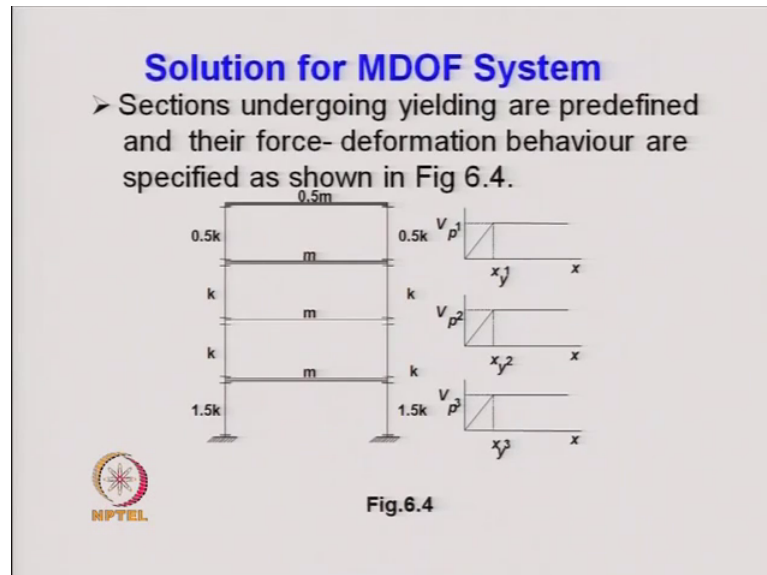 Solution for MDOF System
➢ Sections undergoing yielding are predefined
and their force- deformation behaviour are
specified as shown in Fig 6.4.
0.5m
0.5k 0.5k Vp1
m
xy1 x
k k
m Vp2
k k
xy2 x
m
1.5k 1.5k Vp3
xy3 x
NPTEL
Fig.6.4